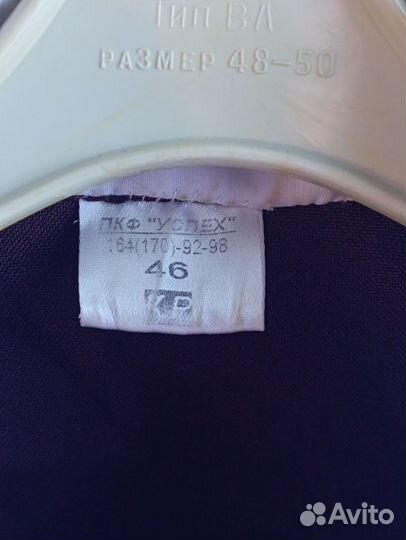 Тип ВЛ
РАЗМЕР 48-50
ПКФ "УСПЕХ"
164(170)-92-98
46
Avito